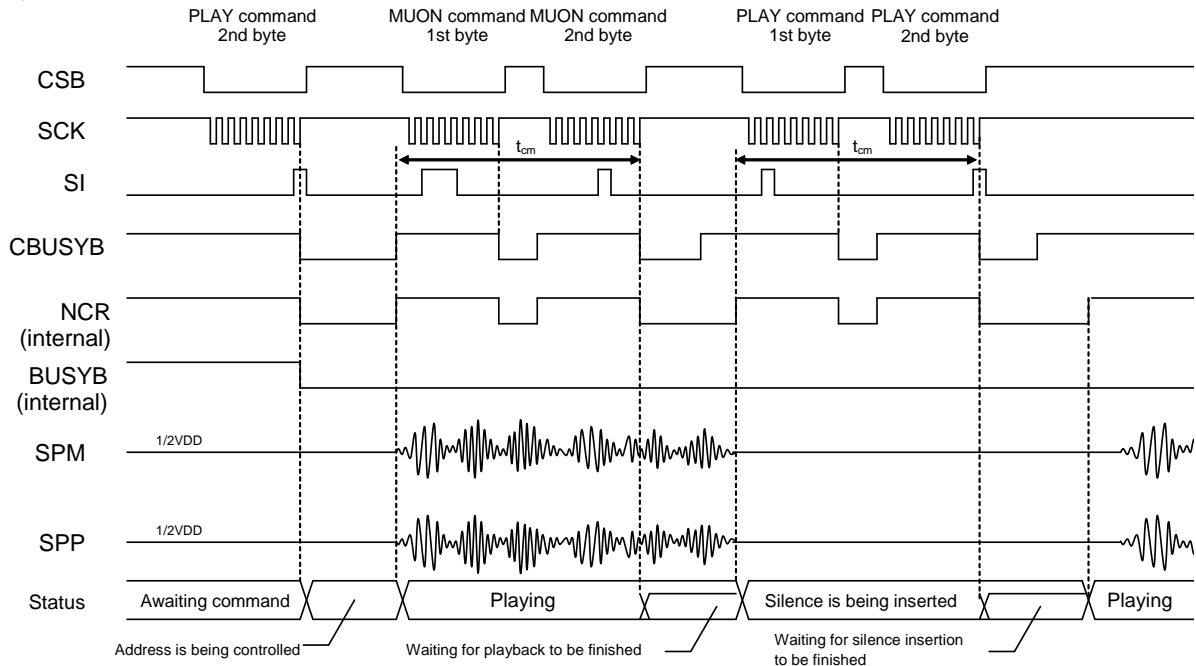 PLAY command MUON command MUON command PLAY command PLAY command
2nd byte 1st byte 2nd byte 1st byte 2nd byte
CSB
SCK
tcm tcm
SI
CBUSYB
NCR
(internal)
BUSYB
(internal)
1/2VDD
SPM
1/2VDD
SPP
Status Awaiting command Playing Silence is being inserted Playing
Address is being controlled Waiting for playback to be finished Waiting for silence insertion
to be finished